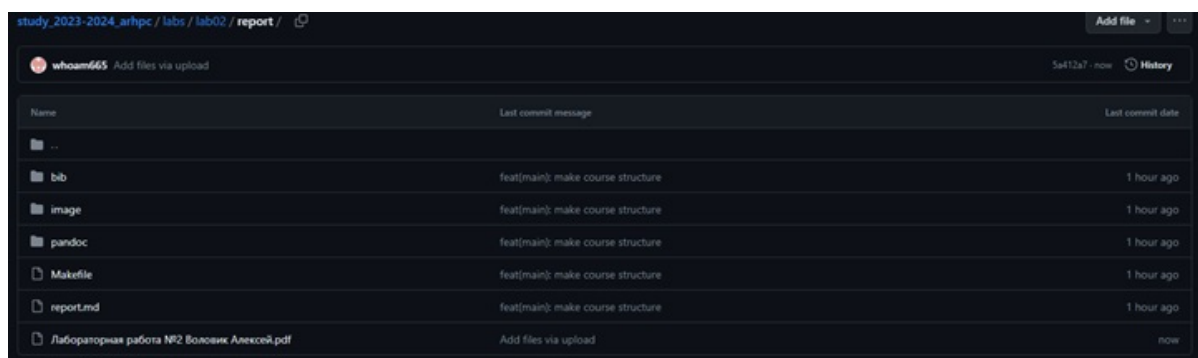 study_2023-2024_arhpc / labs / lab02 / report / Add file
whoam665 Add files via upload 5a412a7 · now History
Name Last commit message Last commit date
..
bib feat(main): make course structure 1 hour ago
image feat(main): make course structure 1 hour ago
pandoc feat(main): make course structure 1 hour ago
Makefile feat(main): make course structure 1 hour ago
report.md feat(main): make course structure 1 hour ago
Лабораторная работа №2 Воловик Алексей.pdf Add files via upload now